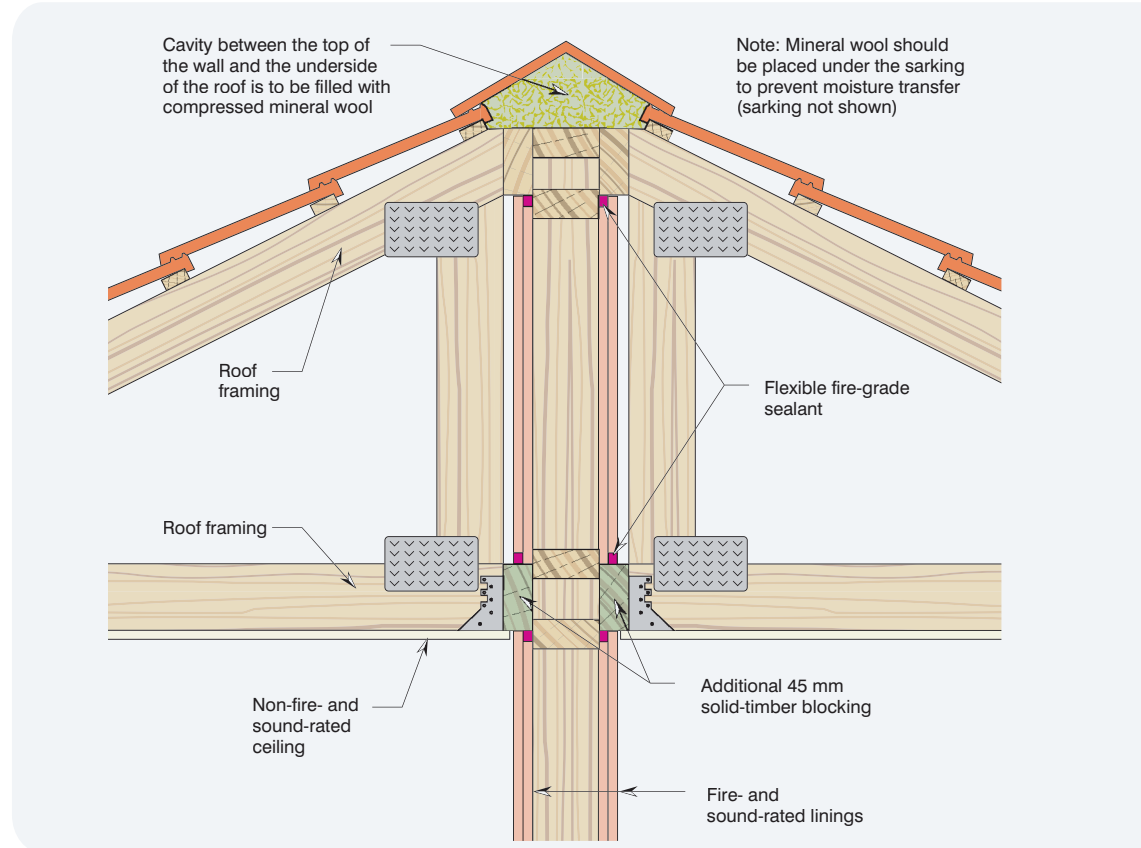 Cavity between the top of
the wall and the underside
of the roof is to be filled with
compressed mineral wool
Note: Mineral wool should
be placed under the sarking
to prevent moisture transfer
(sarking not shown)
Roof
framing
Flexible fire-grade
sealant
Roof framing
Non-fire- and
sound-rated
ceiling
Additional 45 mm
solid-timber blocking
Fire- and
sound-rated linings